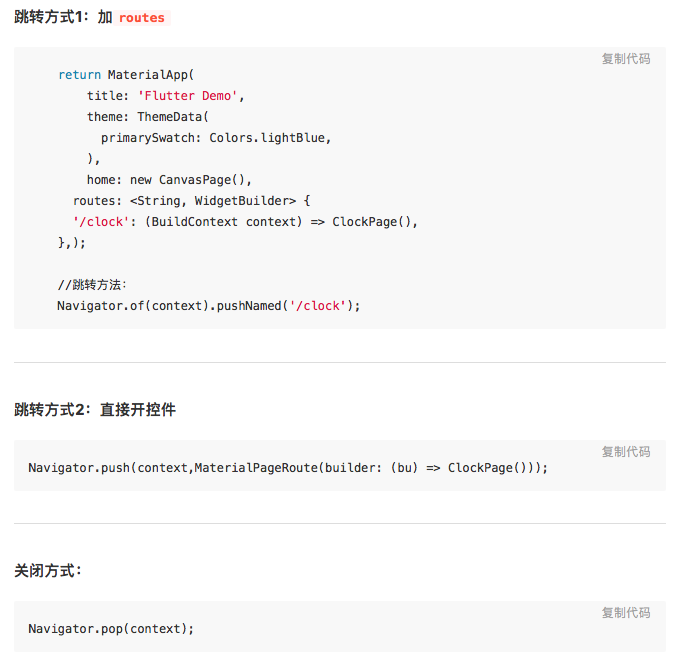 跳转方式1：加 routes
复制代码
return MaterialApp(
title: 'Flutter Demo',
theme: ThemeData(
primarySwatch: Colors.lightBlue,
),
home: new CanvasPage(),
routes: <String, WidgetBuilder> {
'/clock': (BuildContext context) => ClockPage(),
},);
//跳转方法：
Navigator.of(context).pushNamed('/clock');
跳转方式2：直接开控件
复制代码
Navigator.push(context,MaterialPageRoute(builder: (bu) => ClockPage()));
关闭方式：
复制代码
Navigator.pop(context);